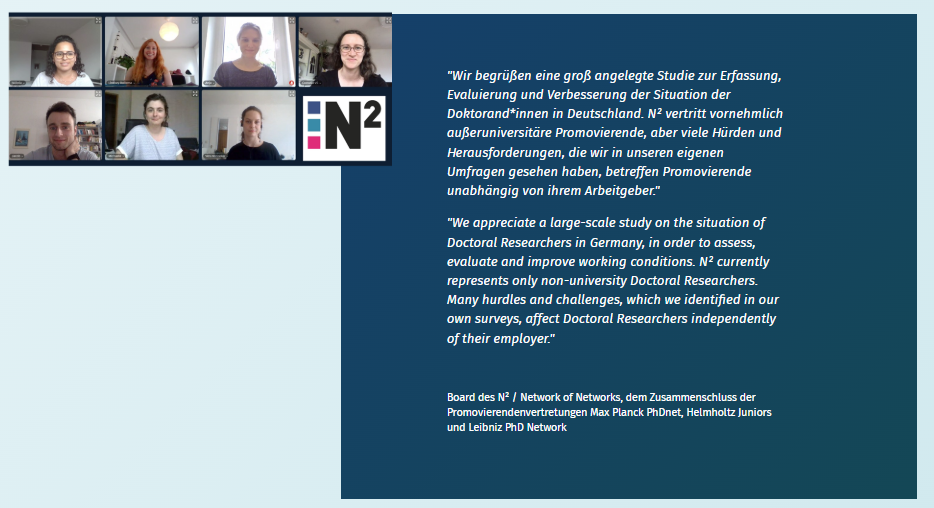 N²
"Wir begrüßen eine groß angelegte Studie zur Erfassung,
Evaluierung und Verbesserung der Situation der
Doktorand*innen in Deutschland. N² vertritt vornehmlich
außeruniversitäre Promovierende, aber viele Hürden und
Herausforderungen, die wir in unseren eigenen
Umfragen gesehen haben, betreffen Promovierende
unabhängig von ihrem Arbeitgeber."
"We appreciate a large-scale study on the situation of
Doctoral Researchers in Germany, in order to assess,
evaluate and improve working conditions. N² currently
represents only non-university Doctoral Researchers.
Many hurdles and challenges, which we identified in our
own surveys, affect Doctoral Researchers independently
of their employer."
Board des N² / Network of Networks, dem Zusammenschluss der
Promovierendenvertretungen Max Planck PhDnet, Helmholtz Juniors
und Leibniz PhD Network